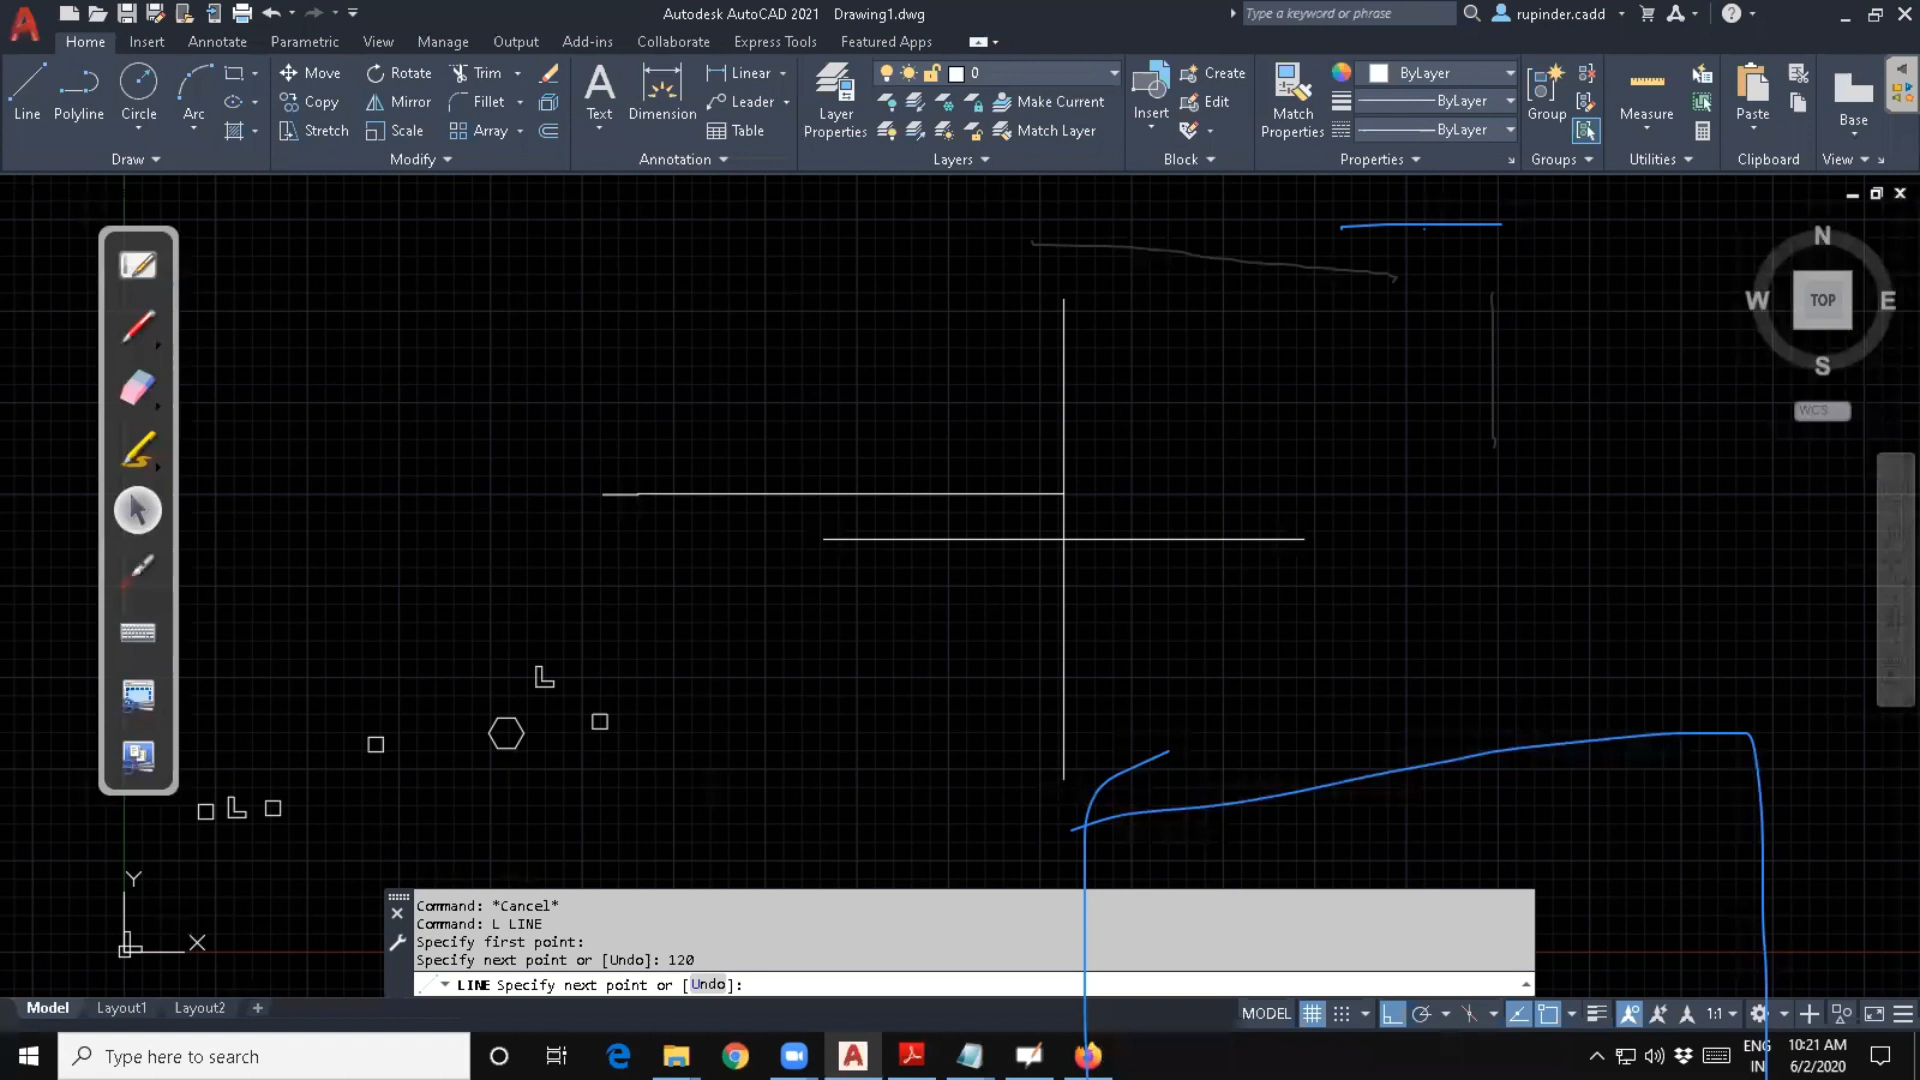 Autodesk AutoCAD 2021 Drawing1.dwg
Type a keyword or phrase
rupinder.cadd
Home Insert Annotate Parametric View Manage Output Add-ins Collaborate Express Tools Featured Apps
Line Polyline Circle Arc
Draw
Move Rotate Trim
Copy Mirror Fillet
Stretch Scale Array
Modify
Text Dimension
Linear
Leader
Table
Annotation
Layer Properties
0
Make Current
Match Layer
Layers
Insert
Create
Edit
Block
Match Properties
ByLayer
ByLayer
ByLayer
Properties
Group
Groups
Measure
Utilities
Paste
Clipboard
Base
View
N
W TOP E
S
WCS
Y
X
Command: *Cancel*
Command: L LINE
Specify first point:
Specify next point or [Undo]: 120
LINE Specify next point or [Undo]:
Model Layout1 Layout2 +
MODEL 1:1
Type here to search
ENG
IN
10:21 AM
6/2/2020